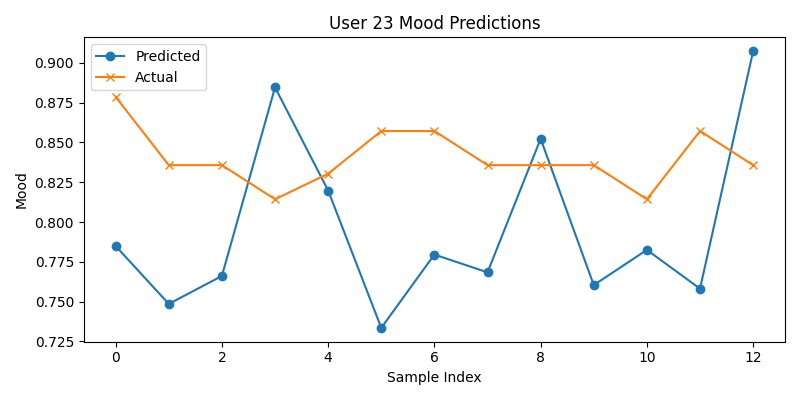 User 23 Mood Predictions
Predicted
Actual
Mood
0.900
0.875
0.850
0.825
0.800
0.775
0.750
0.725
0 2 4 6 8 10 12
Sample Index